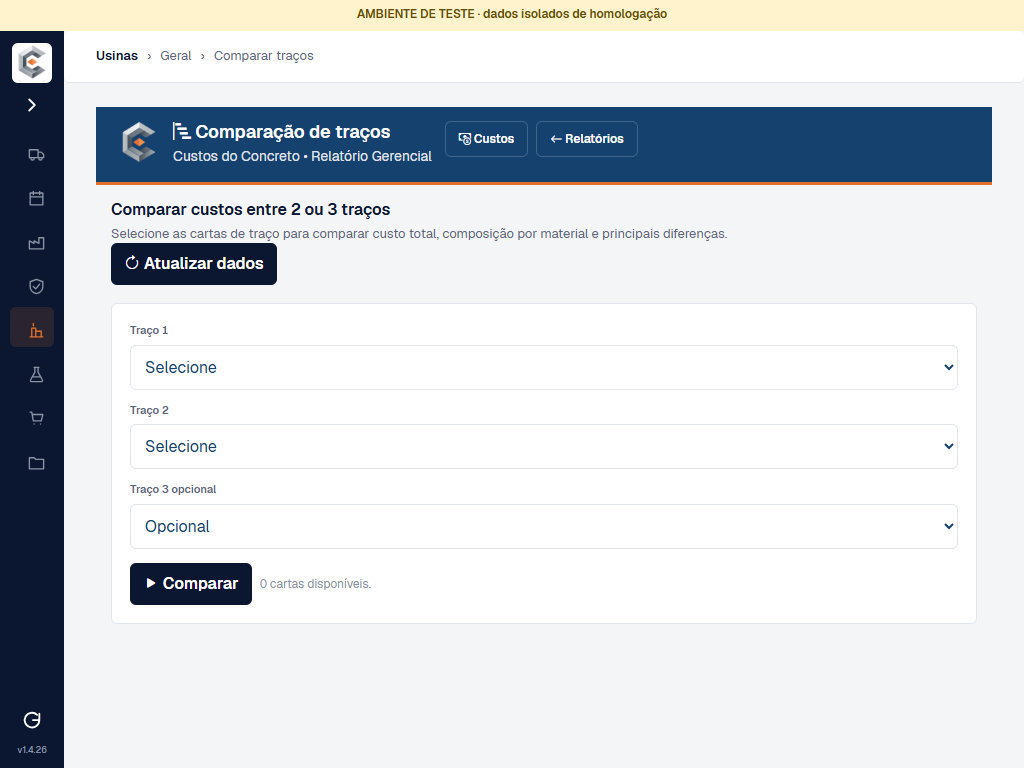 AMBIENTE DE TESTE · dados isolados de homologação
Usinas › Geral › Comparar traços
Comparação de traços
Custos do Concreto • Relatório Gerencial
Custos
← Relatórios
Comparar custos entre 2 ou 3 traços
Selecione as cartas de traço para comparar custo total, composição por material e principais diferenças.
Atualizar dados
Traço 1
Selecione
Traço 2
Selecione
Traço 3 opcional
Opcional
Comparar
0 cartas disponíveis.
v1.4.26